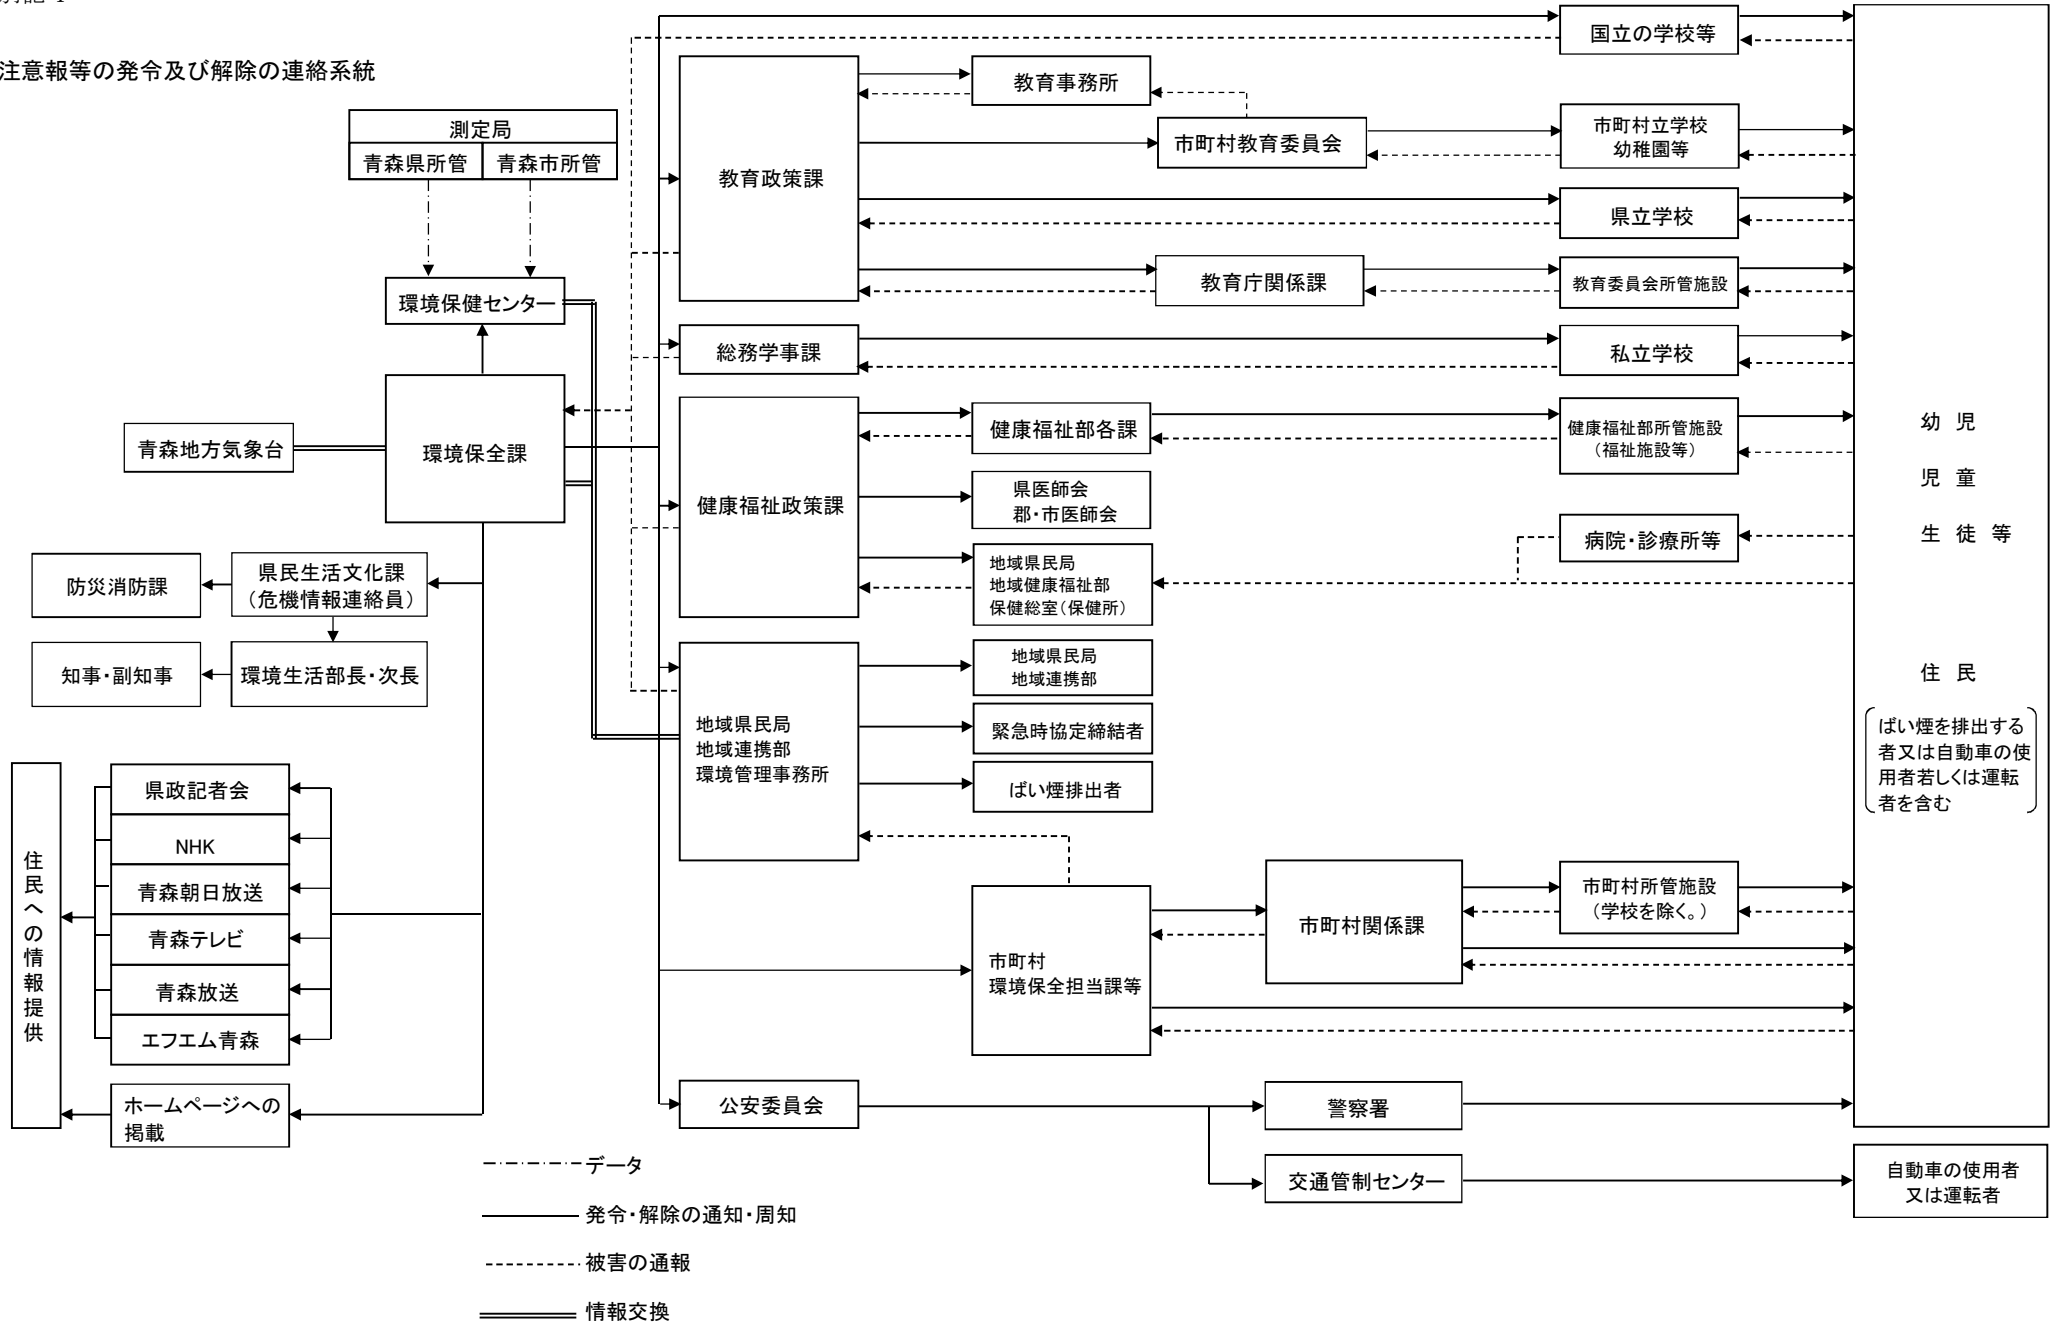 注意報等の発令及び解除の連絡系統
国立の学校等
教育事務所
測定局
青森県所管
青森市所管
市町村教育委員会
市町村立学校
幼稚園等
教育政策課
県立学校
環境保健センター
教育庁関係課
教育委員会所管施設
総務学事課
私立学校
青森地方気象台
環境保全課
健康福祉政策課
健康福祉部各課
健康福祉部所管施設
（福祉施設等）
県医師会
郡・市医師会
病院・診療所等
地域県民局
地域健康福祉部
保健総室（保健所）
幼 児
児 童
生 徒 等
住 民
ばい煙を排出する
者又は自動車の使
用者若しくは運転
者を含む
防災消防課
県民生活文化課
（危機情報連絡員）
知事・副知事
環境生活部長・次長
地域県民局
地域連携部
環境管理事務所
地域県民局
地域連携部
緊急時協定締結者
ばい煙排出者
住民への情報提供
県政記者会
NHK
青森朝日放送
青森テレビ
青森放送
エフエム青森
ホームページへの
掲載
市町村
環境保全担当課等
市町村関係課
市町村所管施設
（学校を除く。）
公安委員会
警察署
交通管制センター
自動車の使用者
又は運転者
データ
発令・解除の通知・周知
被害の通報
情報交換